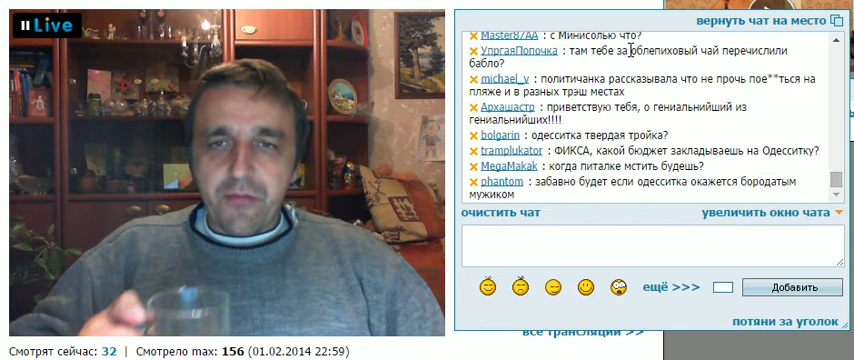 Live
вернуть чат на место
Master87AA : с Минисолью что?
УпргаяПопочка : там тебе за облепиховый чай перечислили
бабло?
michael_y : политичанка рассказывала что не прочь пое**ться на
пляже и в разных трэш местах
Архашастр : приветствую тебя, о гениальнийший из
гениальнийших!!!!
bolgarin : одесситка твердая тройка?
tramplukator : ФИКСА, какой бюджет закладываешь на Одесситку?
MegaMakak : когда питалке мстить будешь?
phantom : забавно будет если одесситка окажется бородатым
мужиком
очистить чат
увеличить окно чата
ещё >>>
Добавить
потяни за уголок
все трансляции >>
Смотрят сейчас: 32 | Смотрело max: 156 (01.02.2014 22:59)